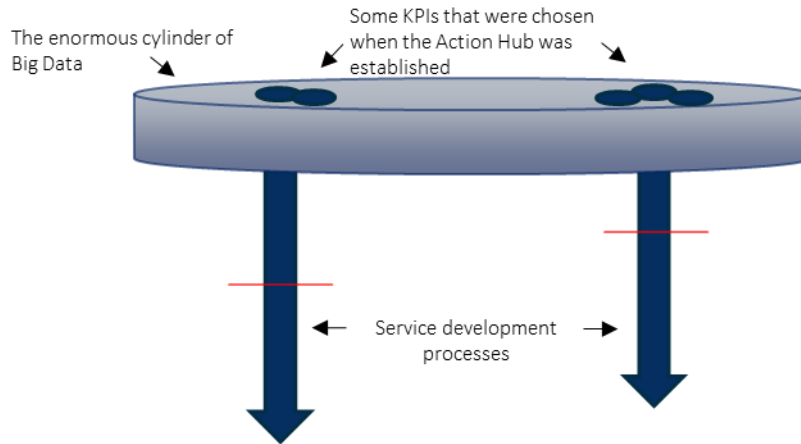 The enormous cylinder of
Big Data
Some KPIs that were chosen
when the Action Hub was
established
Service development
processes